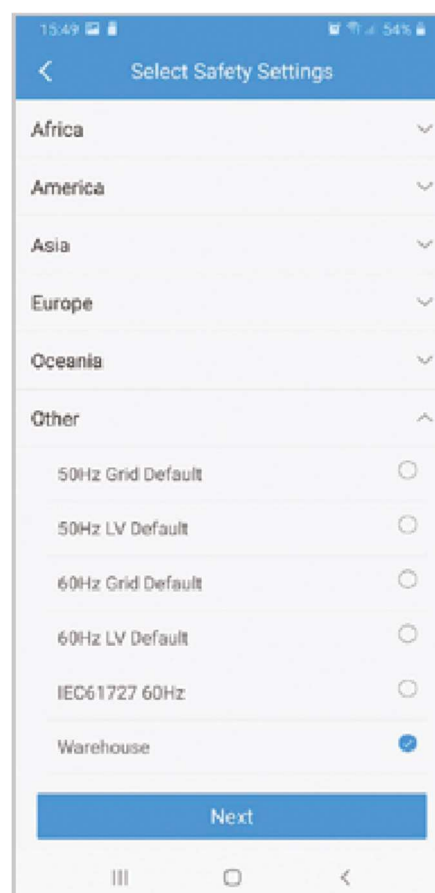 15:49 54%
Select Safety Settings
Africa
America
Asia
Europe
Oceania
Other
50Hz Grid Default
50Hz LV Default
60Hz Grid Default
60Hz LV Default
IEC61727 60Hz
Warehouse
Next